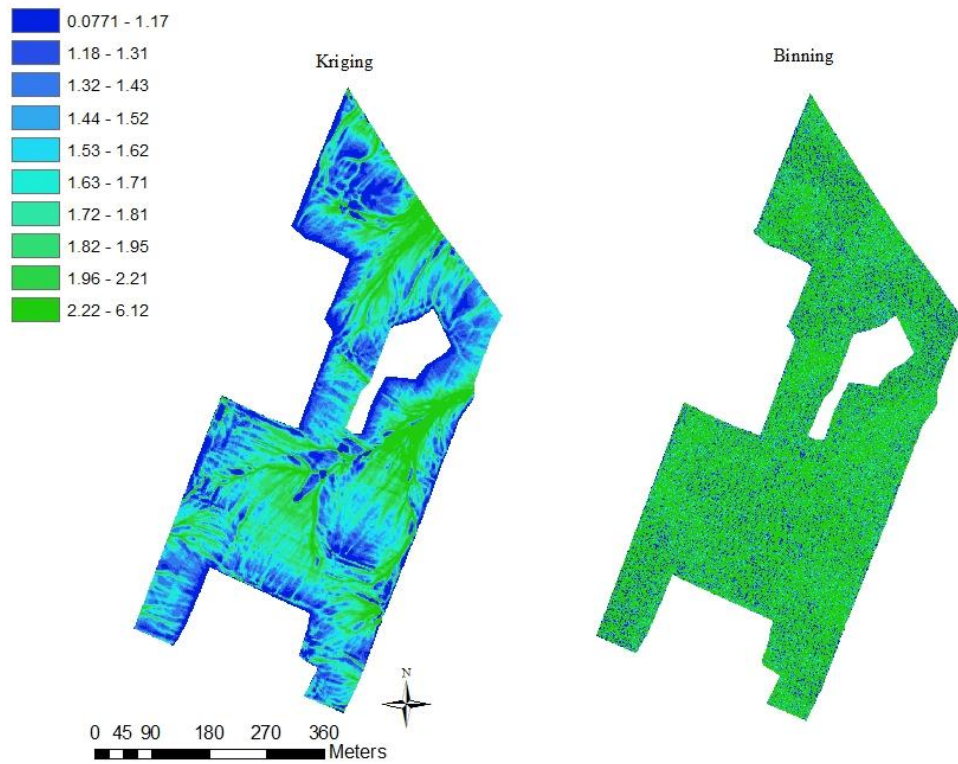 0.0771 - 1.17
1.18 - 1.31
1.32 - 1.43
1.44 - 1.52
1.53 - 1.62
1.63 - 1.71
1.72 - 1.81
1.82 - 1.95
1.96 - 2.21
2.22 - 6.12
Kriging
Binning
N
0 45 90 180 270 360
Meters